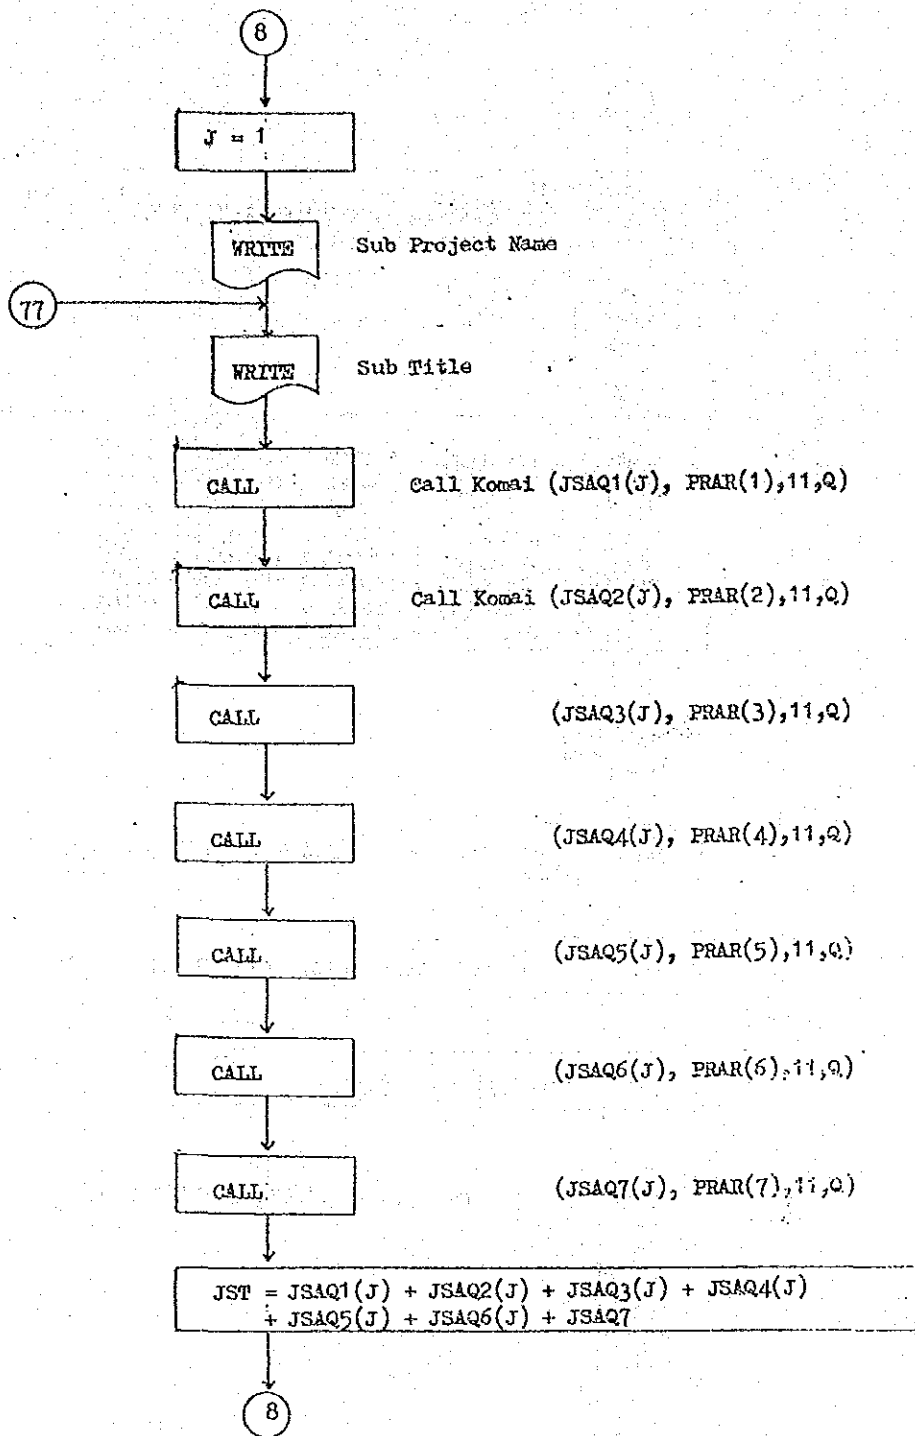 8
J = 1
WRITE Sub Project Name
77
WRITE Sub Title
CALL Call Komai (JSAQ1(J), PRAR(1),11,Q)
CALL Call Komai (JSAQ2(J), PRAR(2),11,Q)
CALL (JSAQ3(J), PRAR(3),11,Q)
CALL (JSAQ4(J), PRAR(4),11,Q)
CALL (JSAQ5(J), PRAR(5),11,Q)
CALL (JSAQ6(J), PRAR(6),11,Q)
CALL (JSAQ7(J), PRAR(7),11,Q)
JST = JSAQ1(J) + JSAQ2(J) + JSAQ3(J) + JSAQ4(J)
+ JSAQ5(J) + JSAQ6(J) + JSAQ7
8